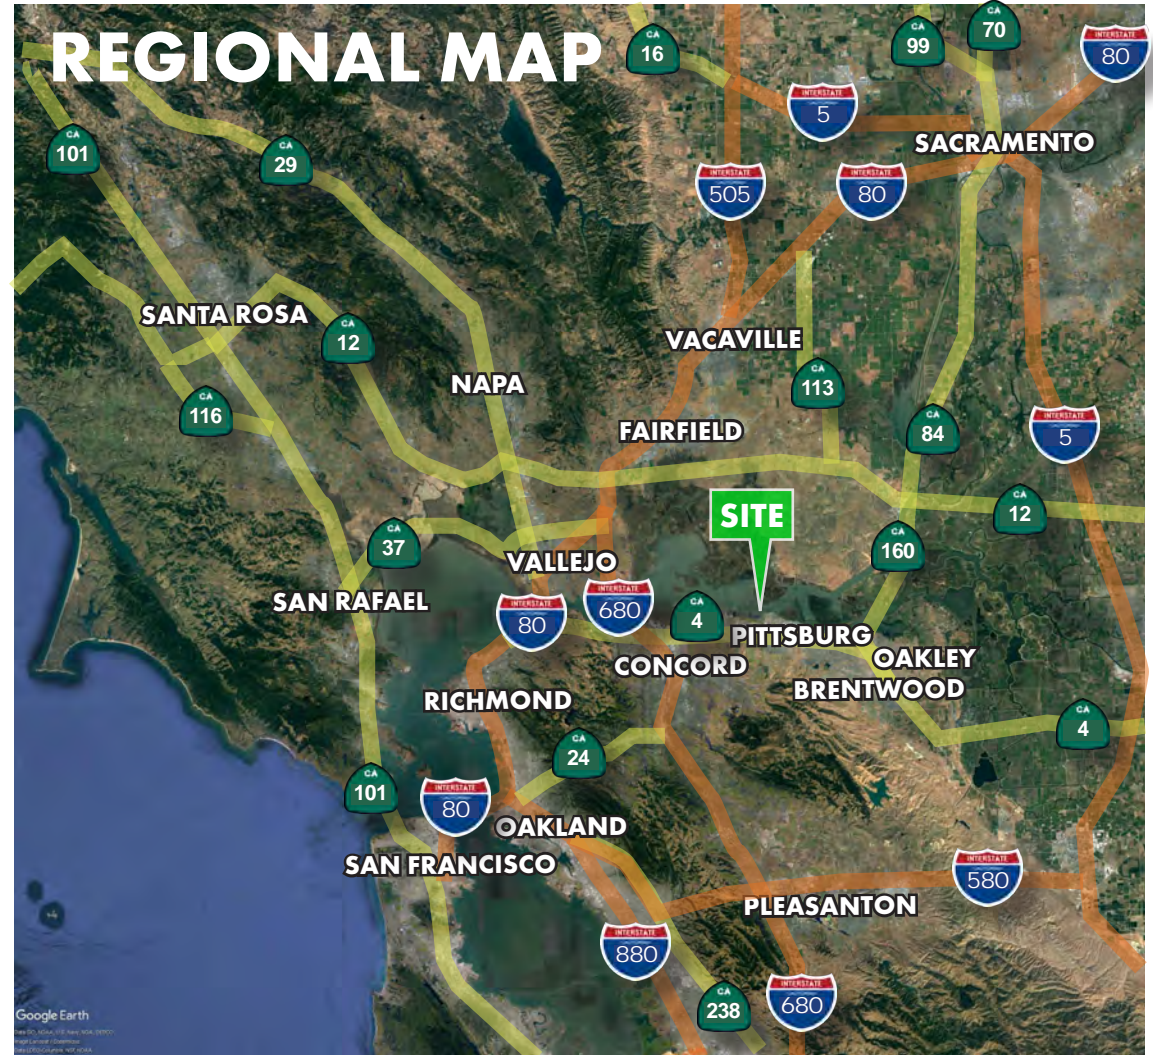 REGIONAL MAP
CA
16
CA
99
CA
70
INTERSTATE
80
INTERSTATE
5
CA
101
CA
29
SACRAMENTO
INTERSTATE
505
INTERSTATE
80
SANTA ROSA
CA
12
VACAVILLE
NAPA
CA
113
CA
116
FAIRFIELD
CA
84
INTERSTATE
5
SITE
CA
12
CA
37
CA
160
VALLEJO
SAN RAFAEL
INTERSTATE
80
INTERSTATE
680
CA
4
PITTSBURG
CONCORD
OAKLEY
BRENTWOOD
RICHMOND
CA
4
CA
24
CA
101
INTERSTATE
80
OAKLAND
SAN FRANCISCO
INTERSTATE
580
PLEASANTON
INTERSTATE
880
CA
238
INTERSTATE
680
Google Earth